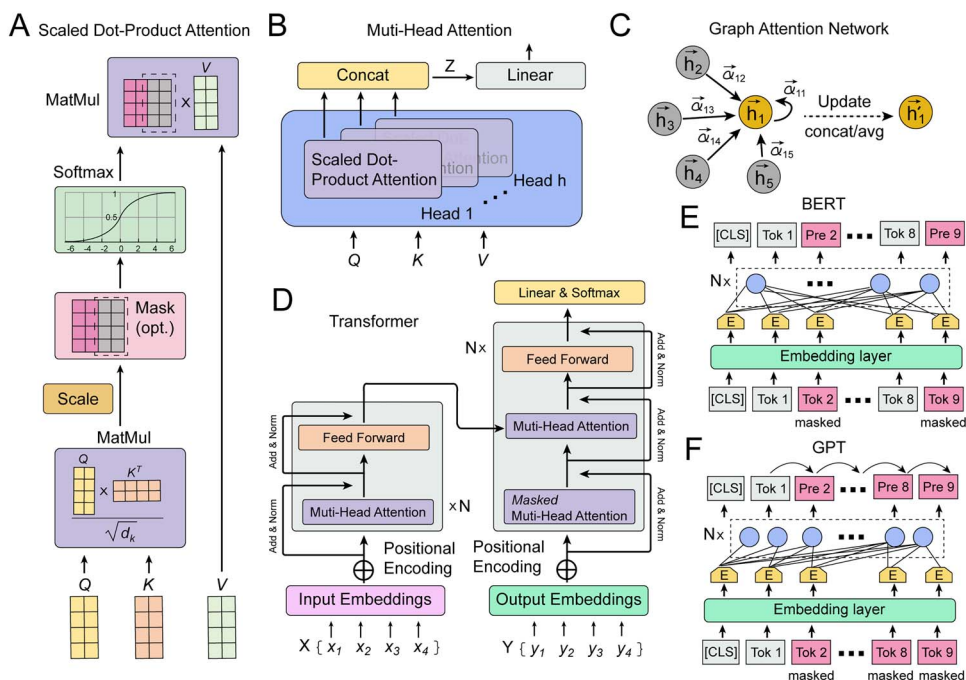 A
Scaled Dot-Product Attention
MatMul
V
X
Softmax
1
0.5
-6 -4 -2 0 2 4 6
Mask
(opt.)
Scale
MatMul
Q
X
K^T
√d_k
Q K V
B
Muti-Head Attention
Concat
Z
Linear
Scaled Dot-
Product Attention
Head 1
Head h
Q K V
C
Graph Attention Network
h₂
α₁₂
h₃
α₁₃
h₁
α₁₁
α₁₄
h₄
α₁₅
h₅
Update
concat/avg
h₁′
D
Transformer
Add & Norm
Feed Forward
Add & Norm
Muti-Head Attention
×N
Positional
Encoding
Input Embeddings
X { x₁ x₂ x₃ x₄ }
Linear & Softmax
N×
Add & Norm
Feed Forward
Add & Norm
Muti-Head Attention
Add & Norm
Masked
Muti-Head Attention
Positional
Encoding
Output Embeddings
Y { y₁ y₂ y₃ y₄ }
E
BERT
[CLS] Tok 1 Pre 2 Tok 8 Pre 9
N×
E E E E E
Embedding layer
[CLS] Tok 1 Tok 2 Tok 8 Tok 9
masked masked
F
GPT
[CLS] Tok 1 Pre 2 Pre 8 Pre 9
N×
E E E E E
Embedding layer
[CLS] Tok 1 Tok 2 Tok 8 Tok 9
masked masked masked